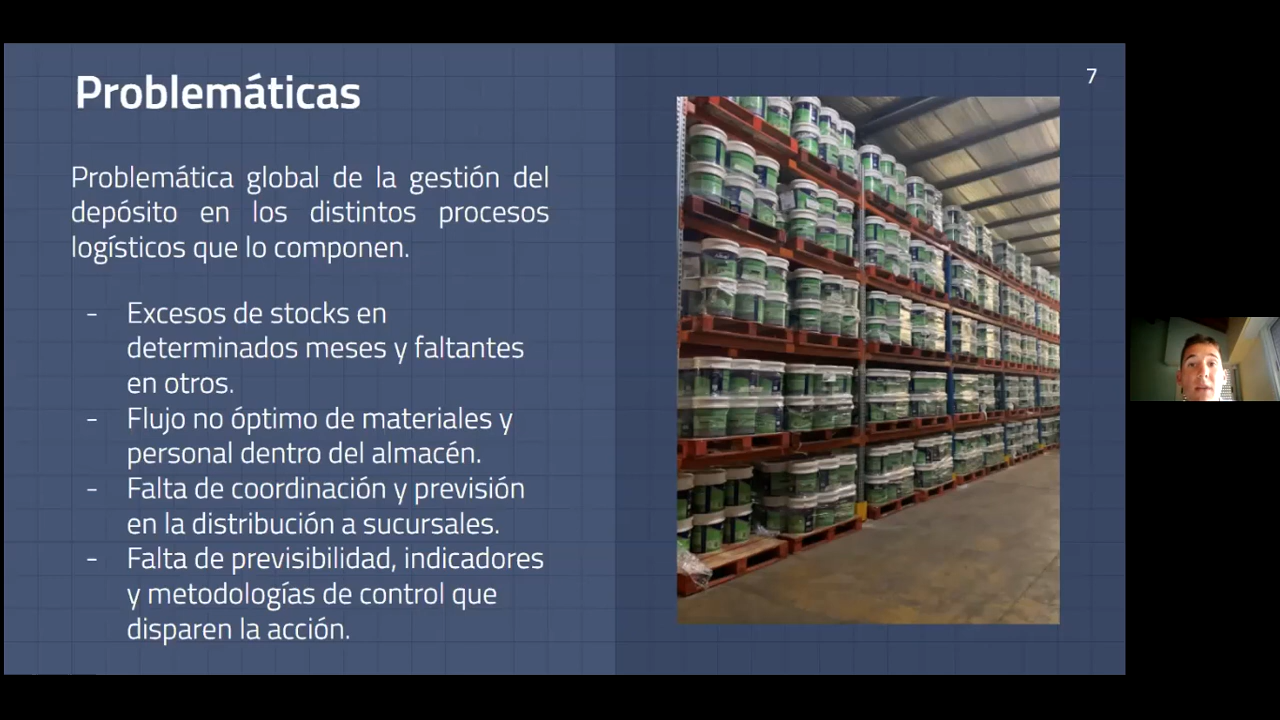 Problemáticas
7
Problemática global de la gestión del
depósito en los distintos procesos
logísticos que lo componen.
- Excesos de stocks en
determinados meses y faltantes
en otros.
- Flujo no óptimo de materiales y
personal dentro del almacén.
- Falta de coordinación y previsión
en la distribución a sucursales.
- Falta de previsibilidad, indicadores
y metodologías de control que
disparen la acción.